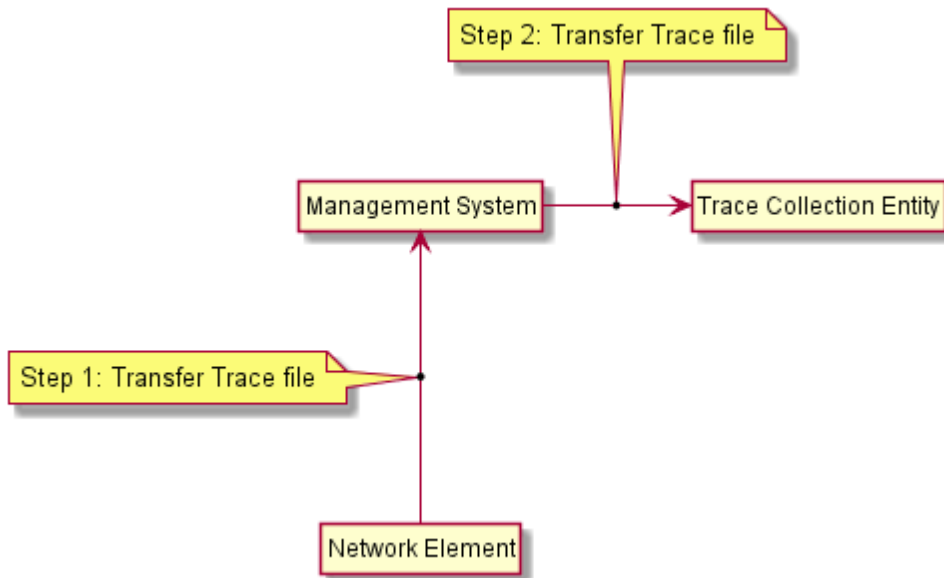 Step 2: Transfer Trace file
Management System
Trace Collection Entity
Step 1: Transfer Trace file
Network Element